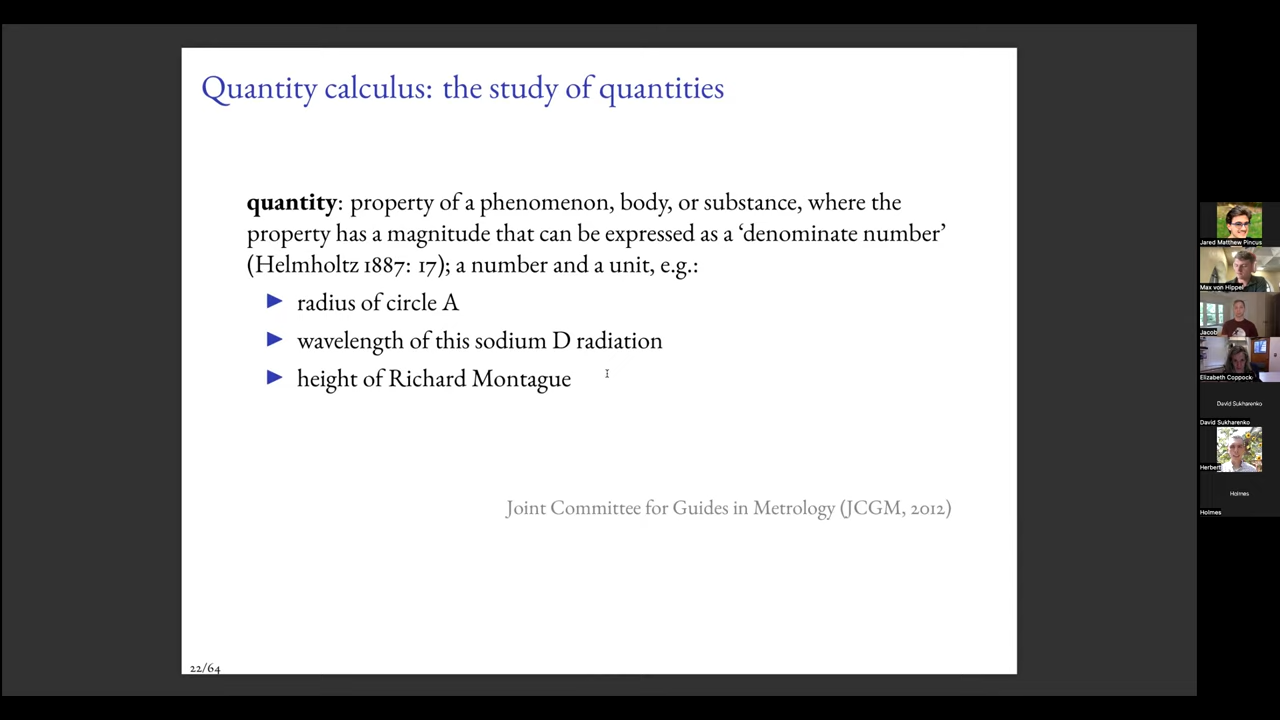 Quantity calculus: the study of quantities
quantity: property of a phenomenon, body, or substance, where the
property has a magnitude that can be expressed as a ‘denominate number’
(Helmholtz 1887: 17); a number and a unit, e.g.:
▶ radius of circle A
▶ wavelength of this sodium D radiation
▶ height of Richard Montague
Joint Committee for Guides in Metrology (JCGM, 2012)
22/64
Jared Matthew Pincus
Max von Hippel
Jacob
Elizabeth Coppock
David Sukharenko
David Sukharenko
Herbert
Holmes
Holmes